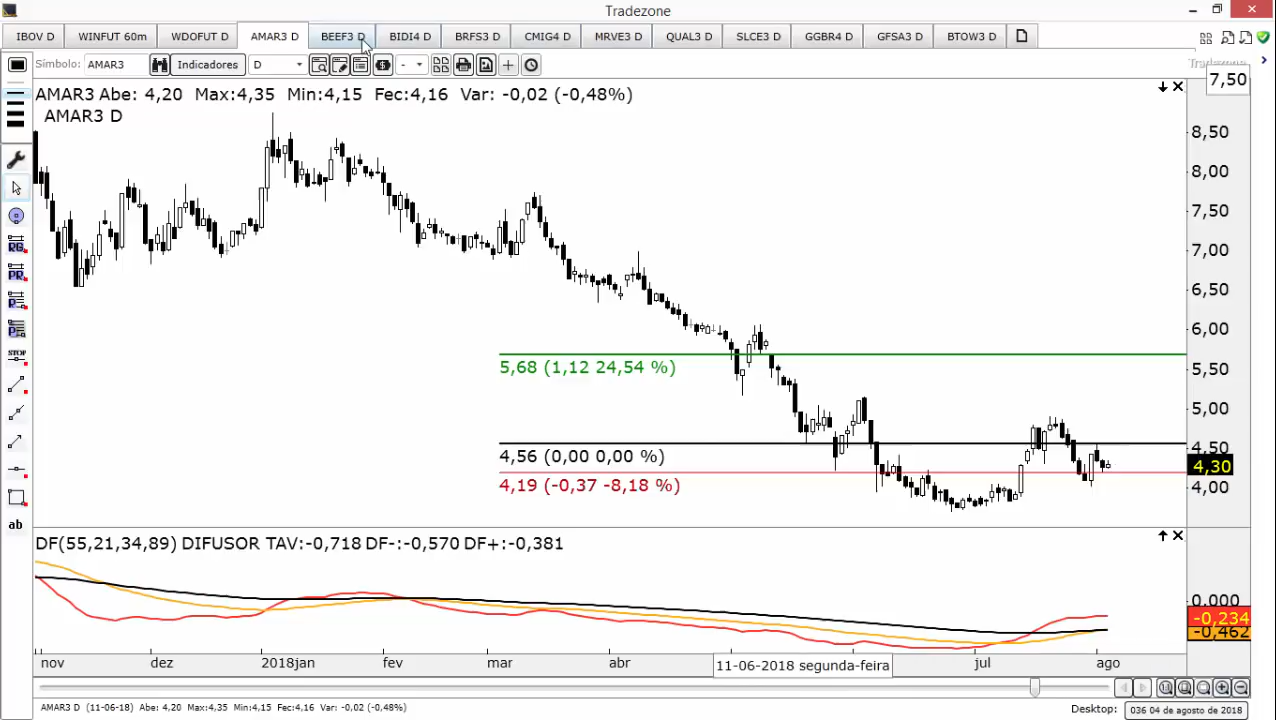 Tradezone
IBOV D WINFUT 60m WDOFUT D AMAR3 D BEEF3 D BIDI4 D BRFS3 D CMIG4 D MRVE3 D QUAL3 D SLCE3 D GGBR4 D GFSA3 D BTOW3 D
Símbolo: AMAR3 Indicadores D - Tradezone
7,50
AMAR3 Abe: 4,20 Max:4,35 Min:4,15 Fec:4,16 Var: -0,02 (-0,48%)
AMAR3 D
8,50
8,00
7,50
7,00
6,50
6,00
5,50
5,00
4,50
4,30
4,00
5,68 (1,12 24,54 %)
4,56 (0,00 0,00 %)
4,19 (-0,37 -8,18 %)
RG
PR
P
P
STOP
ab
DF(55,21,34,89) DIFUSOR TAV:-0,718 DF-:-0,570 DF+:-0,381
0,000
-0,234
-0,462
nov dez 2018jan fev mar abr 11-06-2018 segunda-feira jul ago
AMAR3 D (11-06-18) Abe: 4,20 Max:4,35 Min:4,15 Fec:4,16 Var: -0,02 (-0,48%)
Desktop: 036 04 de agosto de 2018